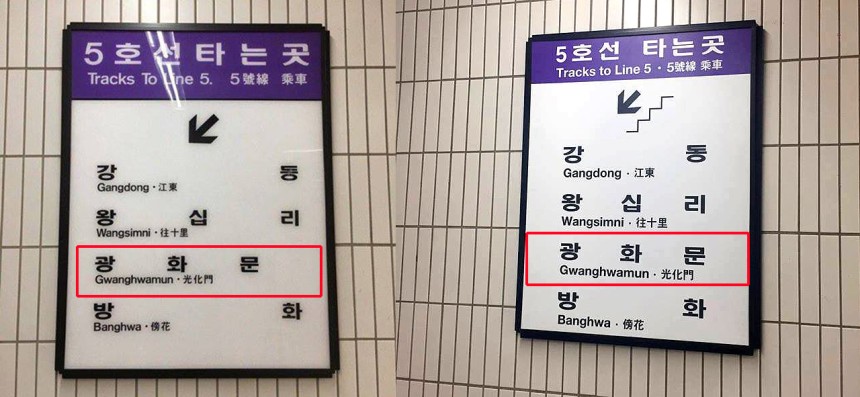 5호선 타는곳
Tracks To Line 5. 5號線 乘車
강 동
Gangdong · 江東
왕 십 리
Wangsimni · 往十里
광 화 문
Gwanghwamun · 光化門
방 화
Banghwa · 傍花
5호선 타는곳
Tracks to Line 5 · 5號線 乘車
강 동
Gangdong · 江東
왕 십 리
Wangsimni · 往十里
광 화 문
Gwanghwamun · 光化門
방 화
Banghwa · 傍花